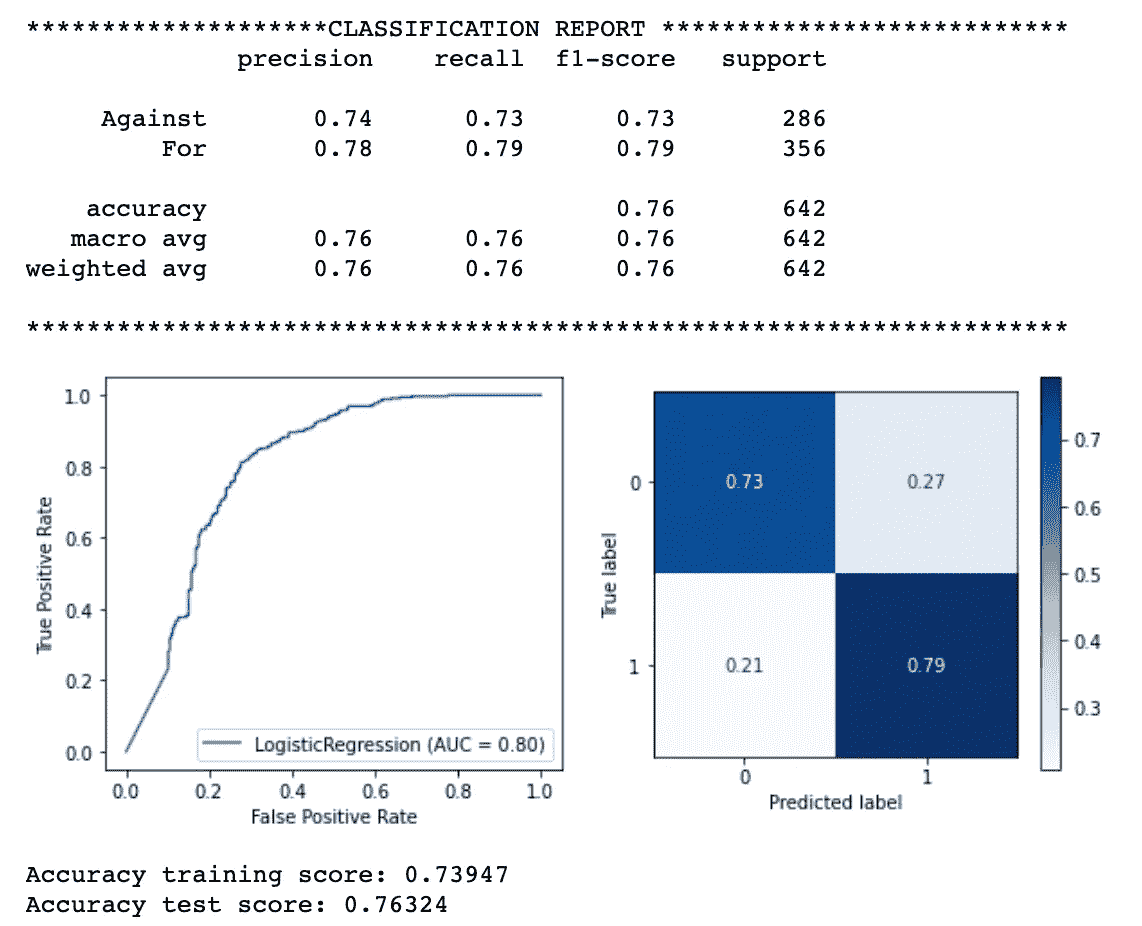 ********************CLASSIFICATION REPORT ***************************
precision recall f1-score support
Against 0.74 0.73 0.73 286
For 0.78 0.79 0.79 356
accuracy 0.76 642
macro avg 0.76 0.76 0.76 642
weighted avg 0.76 0.76 0.76 642
*********************************************************************
1.0
0.8
0.6
0.4
0.2
0.0
True Positive Rate
LogisticRegression (AUC = 0.80)
0.0 0.2 0.4 0.6 0.8 1.0
False Positive Rate
True label
0 0.73 0.27
1 0.21 0.79
0 1
Predicted label
0.7
0.6
0.5
0.4
0.3
Accuracy training score: 0.73947
Accuracy test score: 0.76324